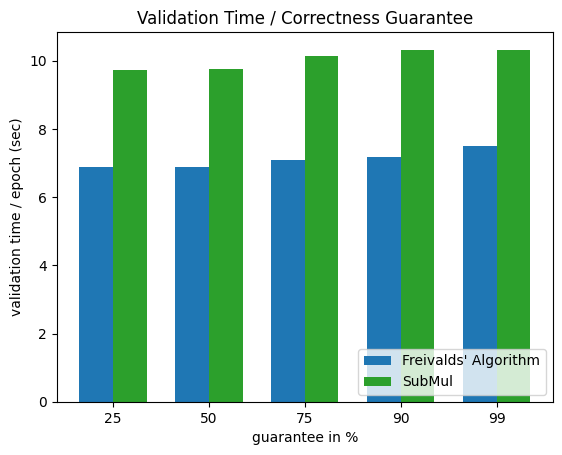 Validation Time / Correctness Guarantee
validation time / epoch (sec)
10
8
6
4
2
0
25 50 75 90 99
guarantee in %
Freivalds' Algorithm
SubMul